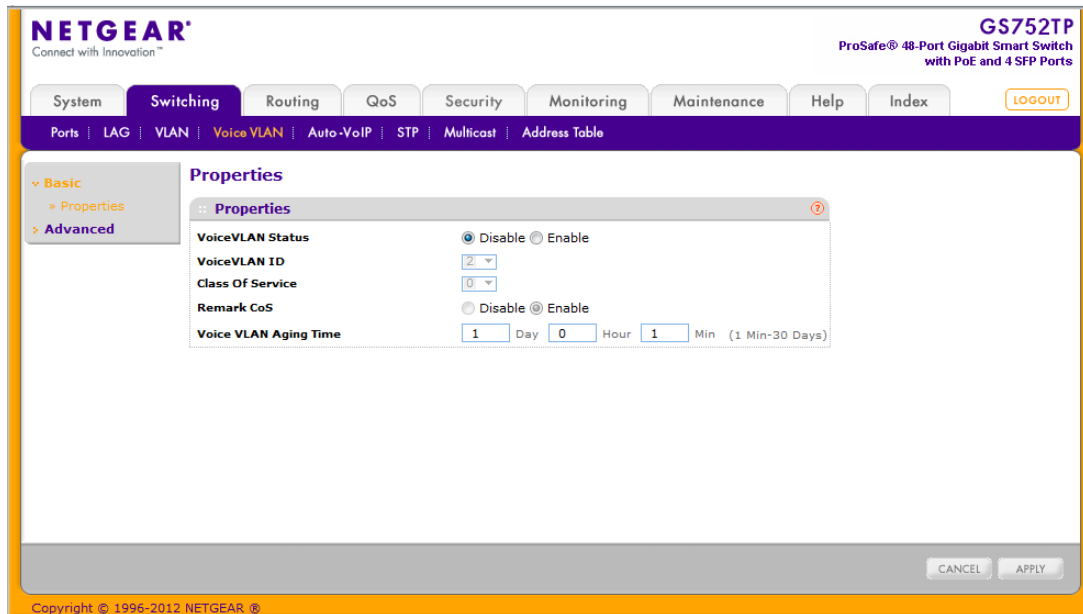 NETGEAR®
Connect with Innovation™
GS752TP
ProSafe® 48-Port Gigabit Smart Switch
with PoE and 4 SFP Ports
System Switching Routing QoS Security Monitoring Maintenance Help Index LOGOUT
Ports | LAG | VLAN | Voice VLAN | Auto-VoIP | STP | Multicast | Address Table
Basic
» Properties
Advanced
Properties
Properties ?
VoiceVLAN Status Disable Enable
VoiceVLAN ID 2
Class Of Service 0
Remark CoS Disable Enable
Voice VLAN Aging Time 1 Day 0 Hour 1 Min (1 Min-30 Days)
CANCEL APPLY
Copyright © 1996-2012 NETGEAR ®